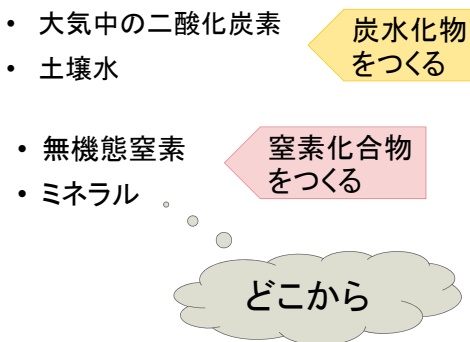 • 大気中の二酸化炭素
• 土壌水
炭水化物
をつくる
• 無機態窒素
• ミネラル
窒素化合物
をつくる
どこから